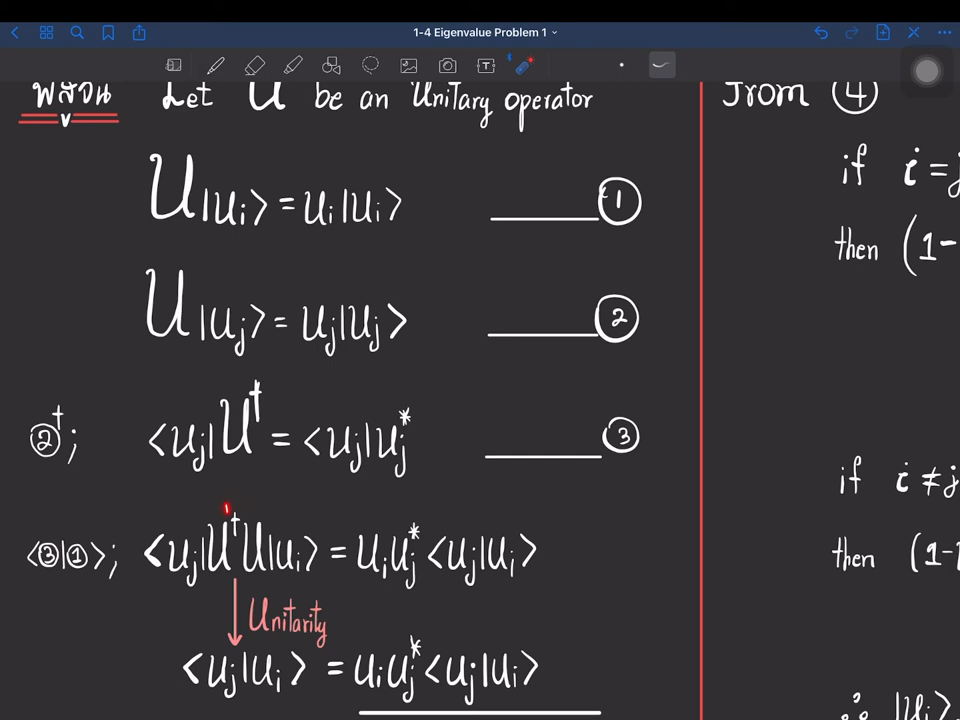 1-4 Eigenvalue Problem 1
พิสูจน์ Let U be an Unitary operator
U|uᵢ> = uᵢ|uᵢ> ①
U|uⱼ> = uⱼ|uⱼ> ②
②†; <uⱼ|U† = <uⱼ|uⱼ* ③
<③|①>; <uⱼ|U†U|uᵢ> = uᵢuⱼ*<uⱼ|uᵢ>
Unitarity
<uⱼ|uᵢ> = uᵢuⱼ*<uⱼ|uᵢ>
From ④
if i = j
then (1-
if i ≠ j
then (1-
∴ |uᵢ>